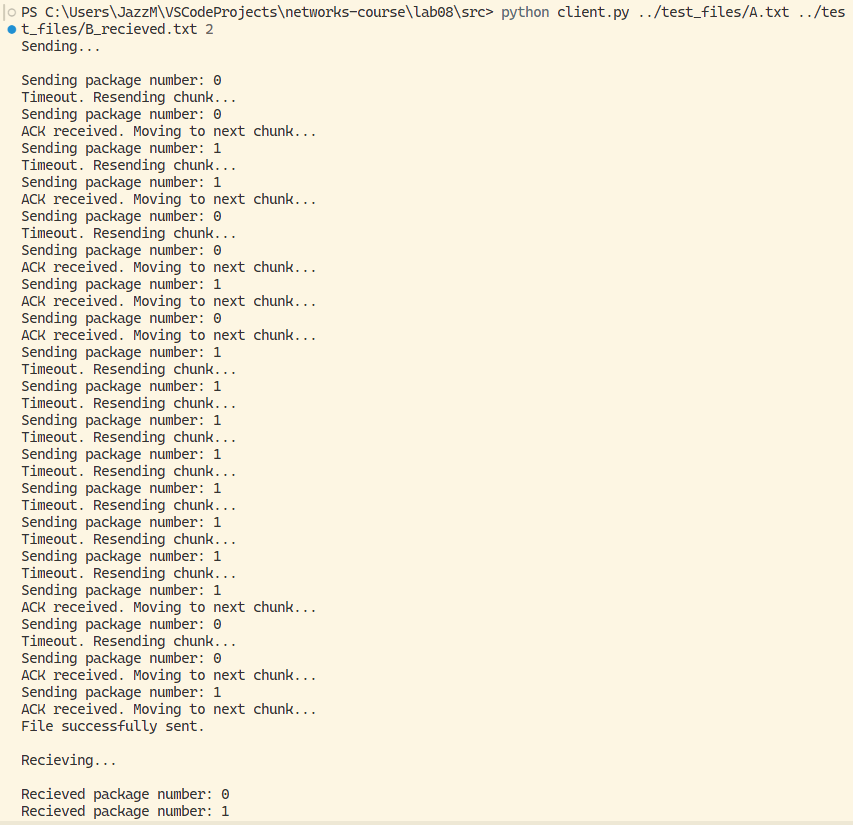 PS C:\Users\JazzM\VSCodeProjects\networks-course\lab08\src> python client.py ../test_files/A.txt ../tes
t_files/B_recieved.txt 2
Sending...
Sending package number: 0
Timeout. Resending chunk...
Sending package number: 0
ACK received. Moving to next chunk...
Sending package number: 1
Timeout. Resending chunk...
Sending package number: 1
ACK received. Moving to next chunk...
Sending package number: 0
Timeout. Resending chunk...
Sending package number: 0
ACK received. Moving to next chunk...
Sending package number: 1
ACK received. Moving to next chunk...
Sending package number: 0
ACK received. Moving to next chunk...
Sending package number: 1
Timeout. Resending chunk...
Sending package number: 1
Timeout. Resending chunk...
Sending package number: 1
Timeout. Resending chunk...
Sending package number: 1
Timeout. Resending chunk...
Sending package number: 1
Timeout. Resending chunk...
Sending package number: 1
Timeout. Resending chunk...
Sending package number: 1
Timeout. Resending chunk...
Sending package number: 1
ACK received. Moving to next chunk...
Sending package number: 0
Timeout. Resending chunk...
Sending package number: 0
ACK received. Moving to next chunk...
Sending package number: 1
ACK received. Moving to next chunk...
File successfully sent.
Recieving...
Recieved package number: 0
Recieved package number: 1